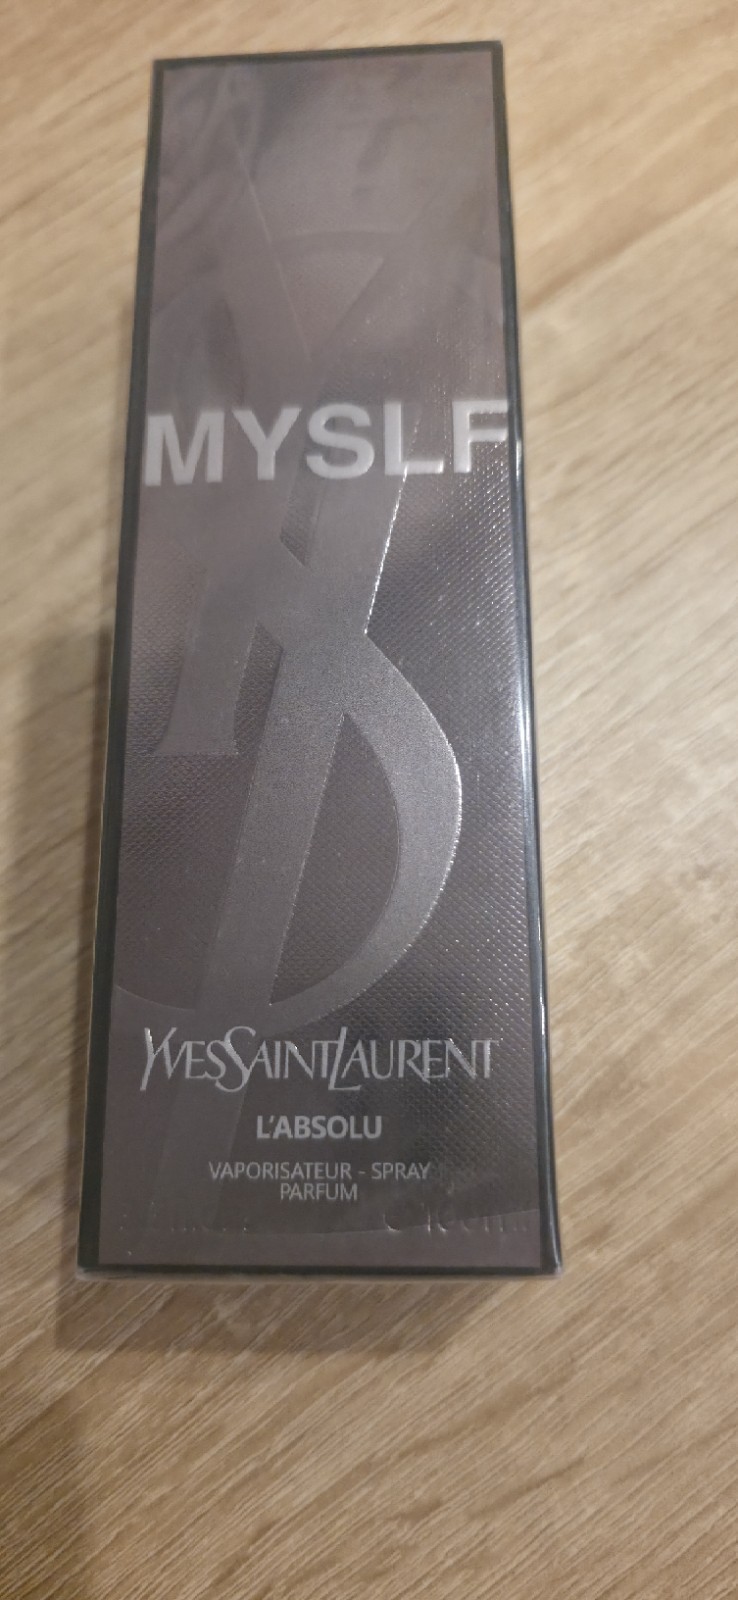 MYSLF
YVESSAINTLAURENT
L'ABSOLU
VAPORISATEUR - SPRAY
PARFUM